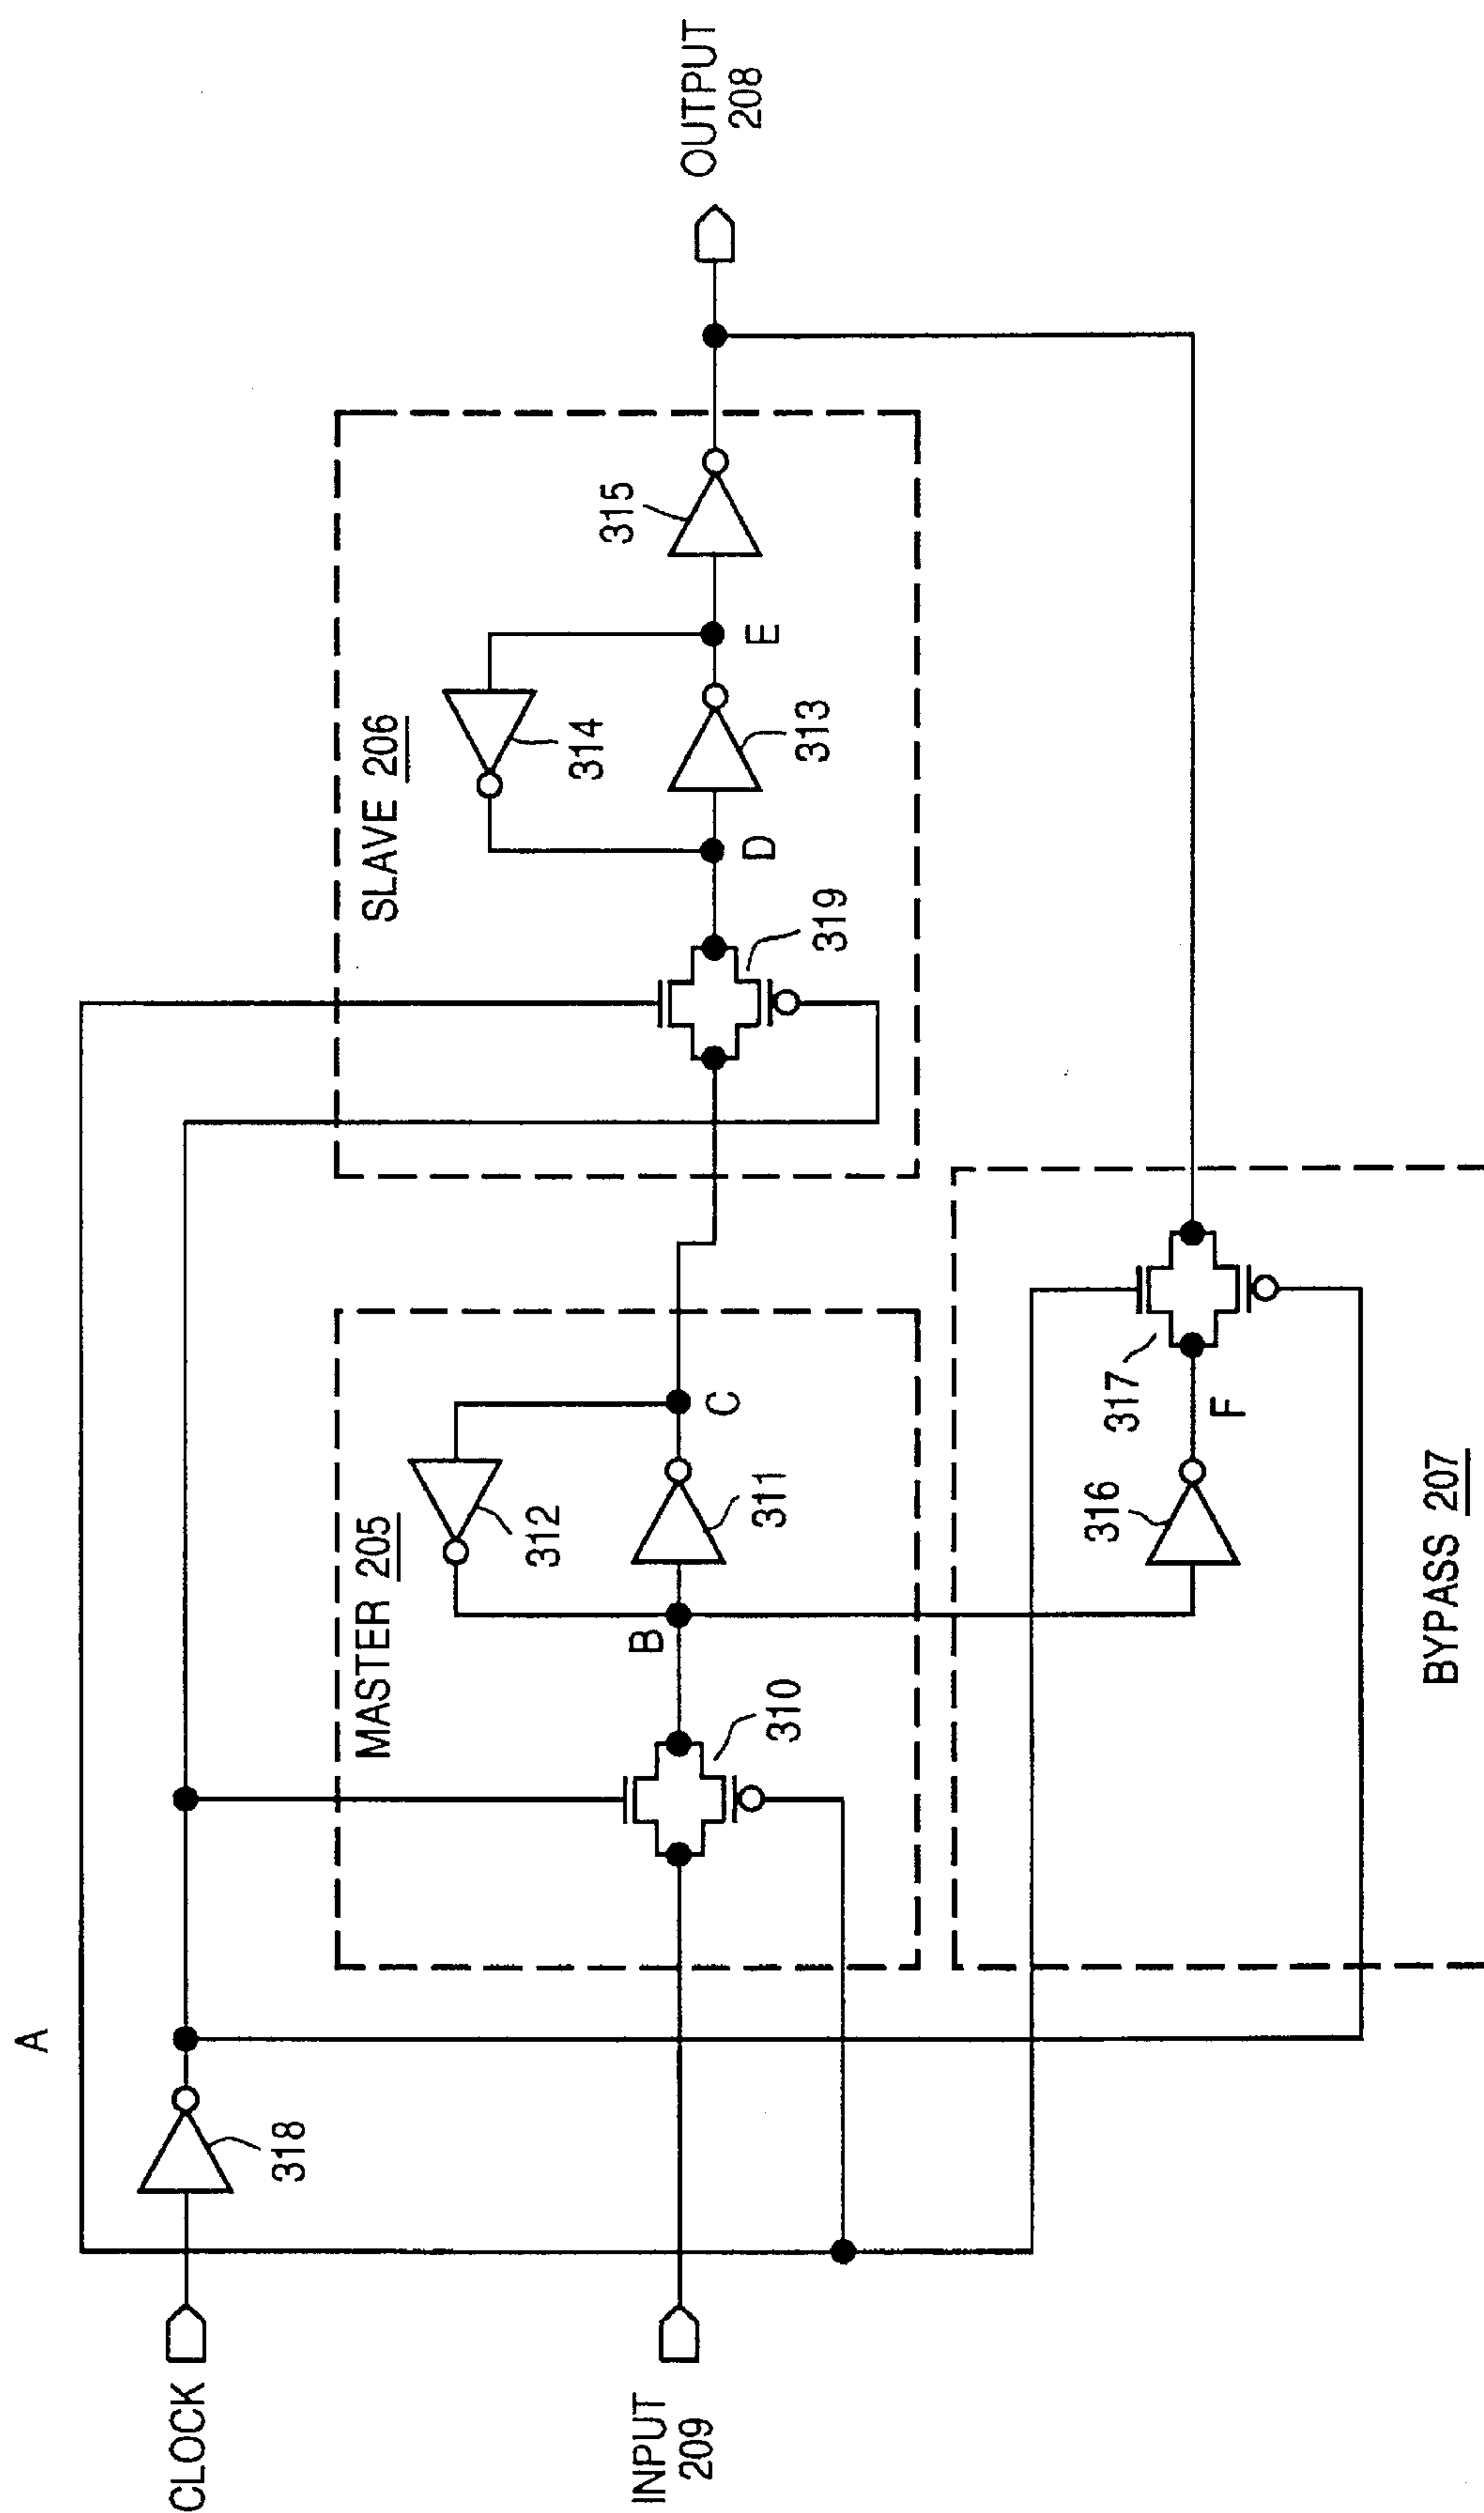 A
CLOCK
318
INPUT
209
MASTER 205
310
B
312
311
C
SLAVE 206
319
D
314
313
E
315
OUTPUT
208
316
F
317
BYPASS 207